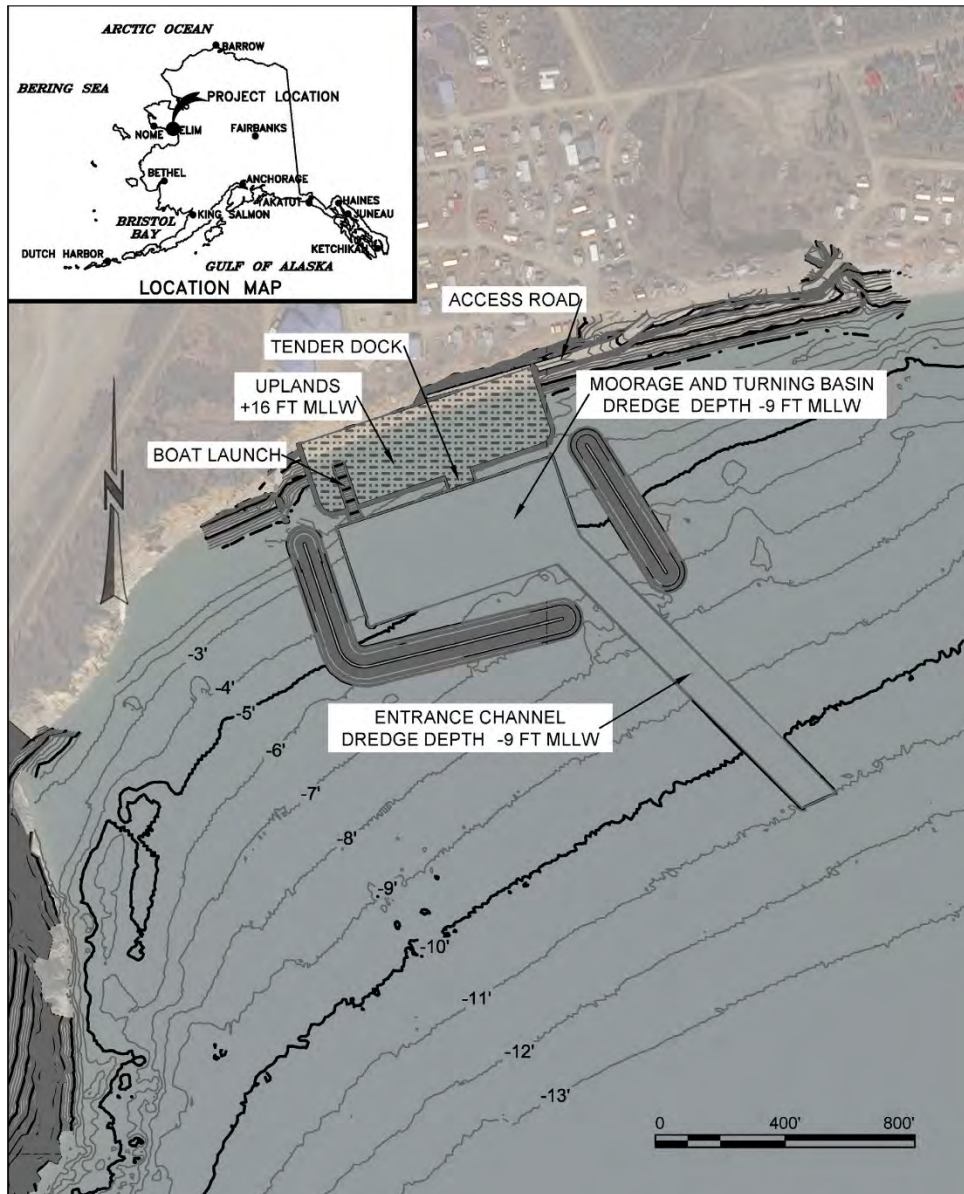 ARCTIC OCEAN
BARROW
BERING SEA
PROJECT LOCATION
NOME
ELIM
FAIRBANKS
BETHEL
ANCHORAGE
YAKATUT
HAINES
BRISTOL
BAY
KING SALMON
JUNEAU
DUTCH HARBOR
KETCHIKAN
GULF OF ALASKA
LOCATION MAP
ACCESS ROAD
TENDER DOCK
UPLANDS
+16 FT MLLW
MOORAGE AND TURNING BASIN
DREDGE DEPTH -9 FT MLLW
BOAT LAUNCH
N
-3'
-4'
-5'
-6'
-7'
-8'
-9'
-10'
-11'
-12'
-13'
ENTRANCE CHANNEL
DREDGE DEPTH -9 FT MLLW
0 400' 800'